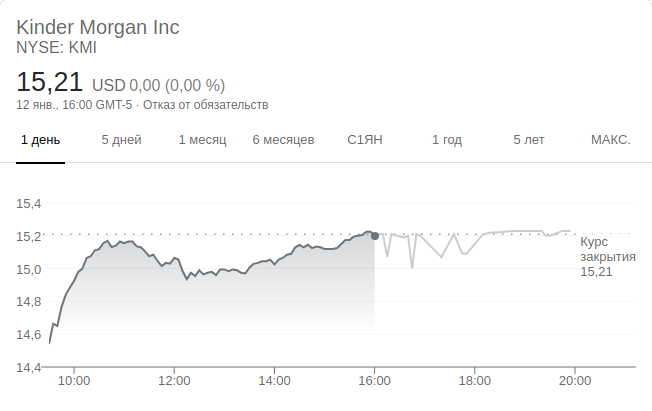 Kinder Morgan Inc
NYSE: KMI
15,21 USD 0,00 (0,00 %)
12 янв., 16:00 GMT-5 · Отказ от обязательств
1 день 5 дней 1 месяц 6 месяцев С1ЯН 1 год 5 лет МАКС.
15,4
15,2
15,0
14,8
14,6
14,4
Курс
закрытия
15,21
10:00 12:00 14:00 16:00 18:00 20:00